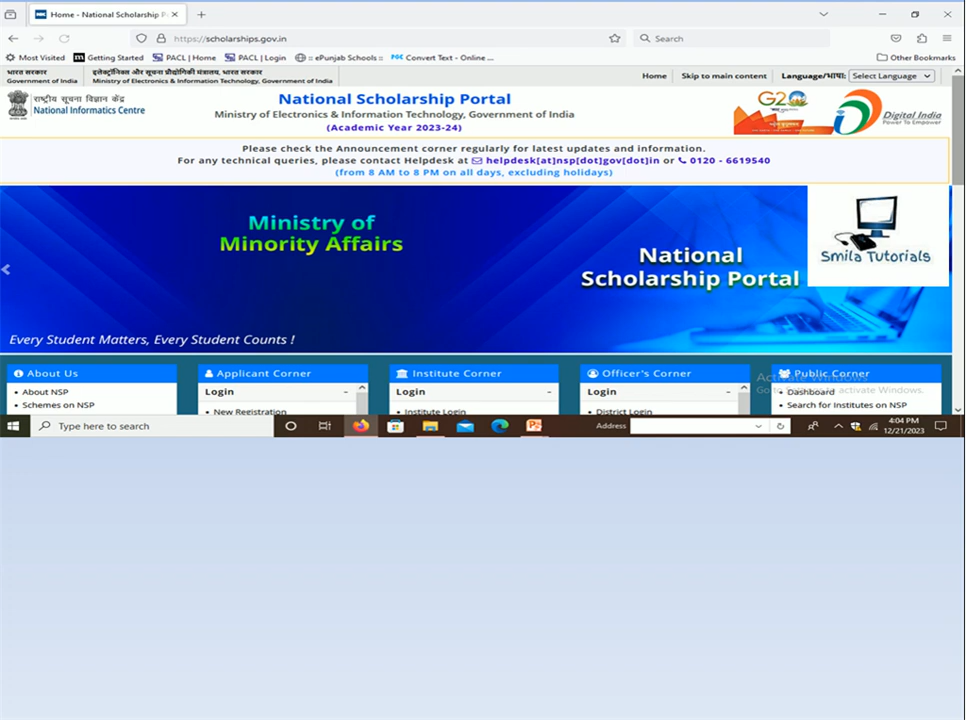 Home - National Scholarship P
https://scholarships.gov.in
Search
Most Visited Getting Started PACL | Home PACL | Login :: ePunjab Schools :: Convert Text - Online ... Other Bookmarks
भारत सरकार
Government of India
इलेक्ट्रॉनिक्स और सूचना प्रौद्योगिकी मंत्रालय, भारत सरकार
Ministry of Electronics & Information Technology, Government of India
Home Skip to main content Language/भाषा: Select Language
राष्ट्रीय सूचना विज्ञान केंद्र
National Informatics Centre
National Scholarship Portal
Ministry of Electronics & Information Technology, Government of India
(Academic Year 2023-24)
G20
Digital India
Power To Empower
Please check the Announcement corner regularly for latest updates and information.
For any technical queries, please contact Helpdesk at helpdesk[at]nsp[dot]gov[dot]in or 0120 - 6619540
(from 8 AM to 8 PM on all days, excluding holidays)
Ministry of
Minority Affairs
National
Scholarship Portal
Smila Tutorials
Every Student Matters, Every Student Counts !
About Us
About NSP
Schemes on NSP
Applicant Corner
Login -
New Registration
Institute Corner
Login -
Institute Login
Officer's Corner
Login -
District Login
Public Corner
Dashboard
Search for Institutes on NSP
Activate Windows
Go to activate Windows.
Type here to search
Address
4:04 PM
12/21/2023